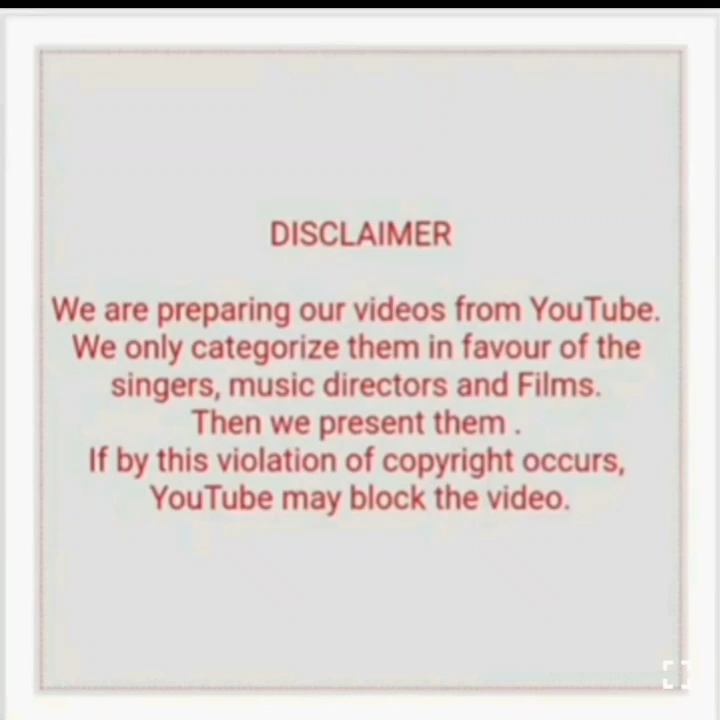 DISCLAIMER
We are preparing our videos from YouTube.
We only categorize them in favour of the
singers, music directors and Films.
Then we present them .
If by this violation of copyright occurs,
YouTube may block the video.